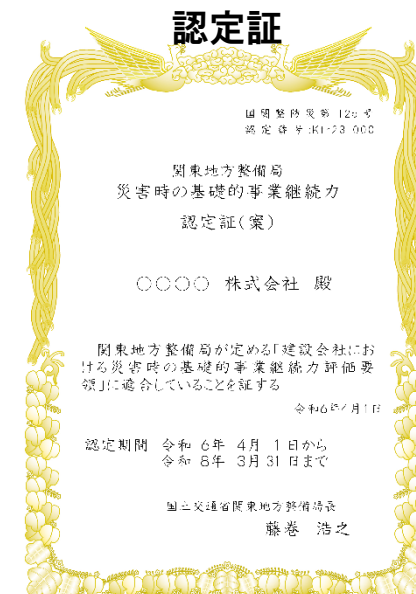 認定証
国関整防災第 125 号
認定番号:K1-23-000
関東地方整備局
災害時の基礎的事業継続力
認定証(案)
○○○○ 株式会社 殿
関東地方整備局が定める「建設会社にお
ける災害時の基礎的事業継続力評価要
領」に適合していることを証する
令和6年4月1日
認定期間 令和 6年 4月 1日から
令和 8年 3月31日まで
国土交通省関東地方整備局長
藤巻 浩之